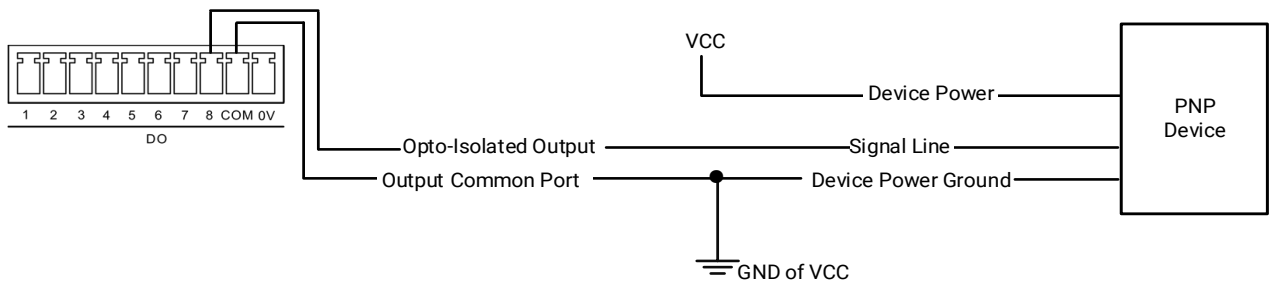 VCC
Device Power
PNP
Device
1 2 3 4 5 6 7 8 COM 0V
DO
Opto-Isolated Output
Signal Line
Output Common Port
Device Power Ground
GND of VCC